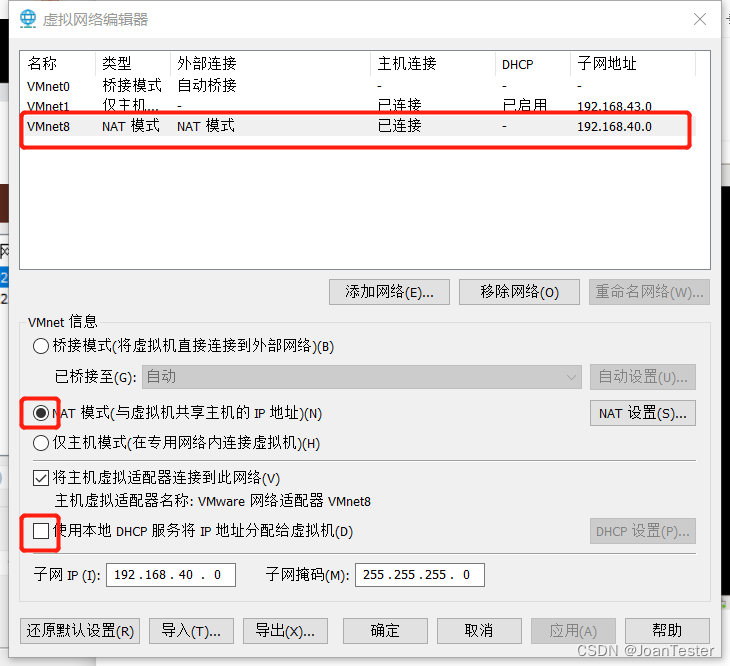 虚拟网络编辑器
名称 类型 外部连接 主机连接 DHCP 子网地址
VMnet0 桥接模式 自动桥接 - - -
VMnet1 仅主机... - 已连接 已启用 192.168.43.0
VMnet8 NAT 模式 NAT 模式 已连接 - 192.168.40.0
添加网络(E)... 移除网络(O) 重命名网络(W)...
VMnet 信息
桥接模式(将虚拟机直接连接到外部网络)(B)
已桥接至(G): 自动 自动设置(U)...
NAT 模式(与虚拟机共享主机的 IP 地址)(N) NAT 设置(S)...
仅主机模式(在专用网络内连接虚拟机)(H)
将主机虚拟适配器连接到此网络(V)
主机虚拟适配器名称: VMware 网络适配器 VMnet8
使用本地 DHCP 服务将 IP 地址分配给虚拟机(D) DHCP 设置(P)...
子网 IP (I): 192 . 168 . 40 . 0 子网掩码(M): 255 . 255 . 255 . 0
还原默认设置(R) 导入(T)... 导出(X)... 确定 取消 应用(A) 帮助
CSDN @JoanTester